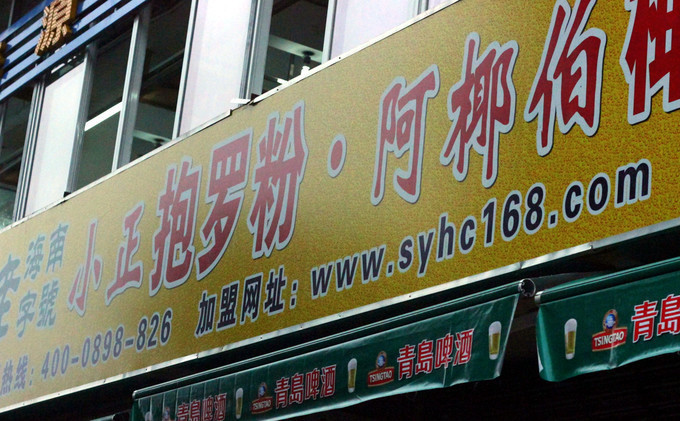 源
海南
字號
小正抱罗粉·阿椰伯
热线：400-0898-826
加盟网址：www.syhc168.com
青岛啤酒 TSINGTAO 青岛啤酒 TSINGTAO 青岛啤酒
TSINGTAO 青岛